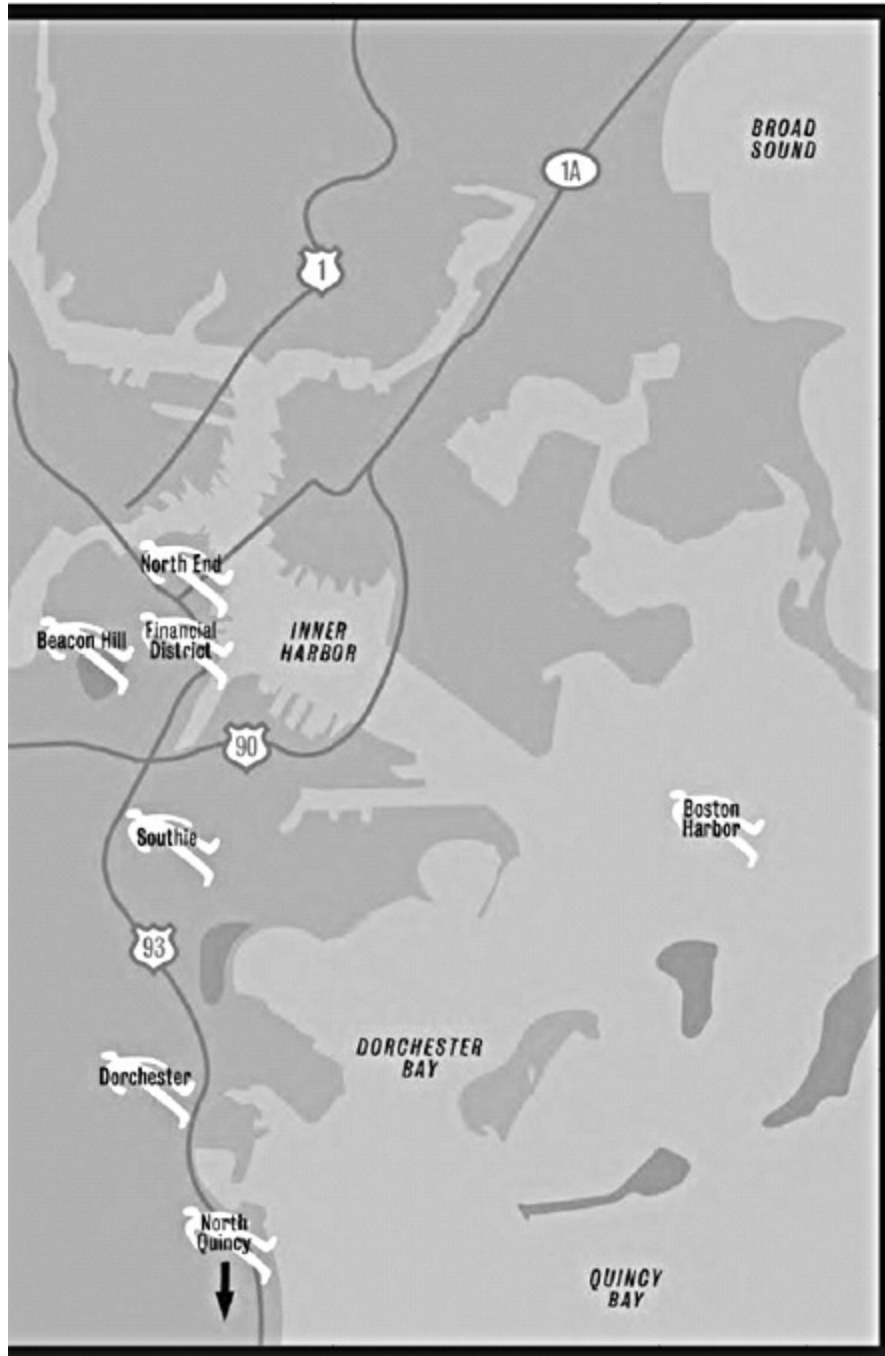 BROAD
SOUND
1A
1
North End
Beacon Hill
Financial
District
INNER
HARBOR
90
Boston
Harbor
Southie
93
DORCHESTER
BAY
Dorchester
North
Quincy
QUINCY
BAY